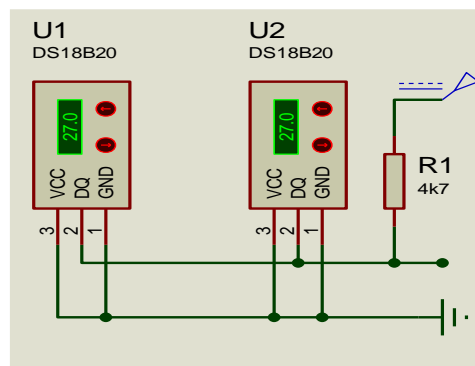 U1
DS18B20
27.0
VCC
DQ
GND
3
2
1
U2
DS18B20
27.0
VCC
DQ
GND
3
2
1
R1
4k7